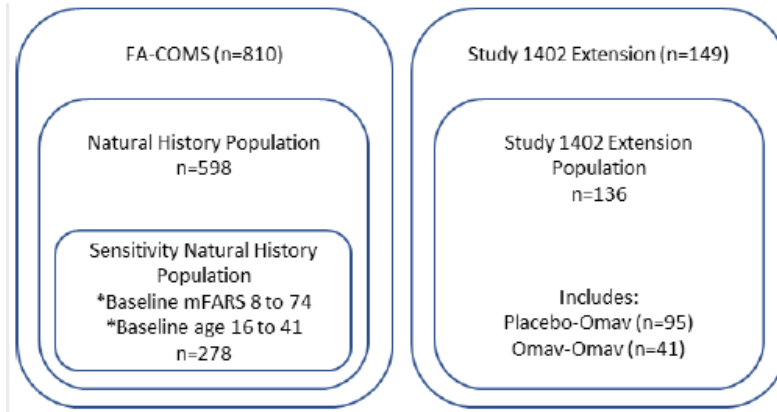 FA-COMS (n=810)
Natural History Population
n=598
Sensitivity Natural History
Population
*Baseline mFARS 8 to 74
*Baseline age 16 to 41
n=278
Study 1402 Extension (n=149)
Study 1402 Extension
Population
n=136
Includes:
Placebo-Omav (n=95)
Omav-Omav (n=41)